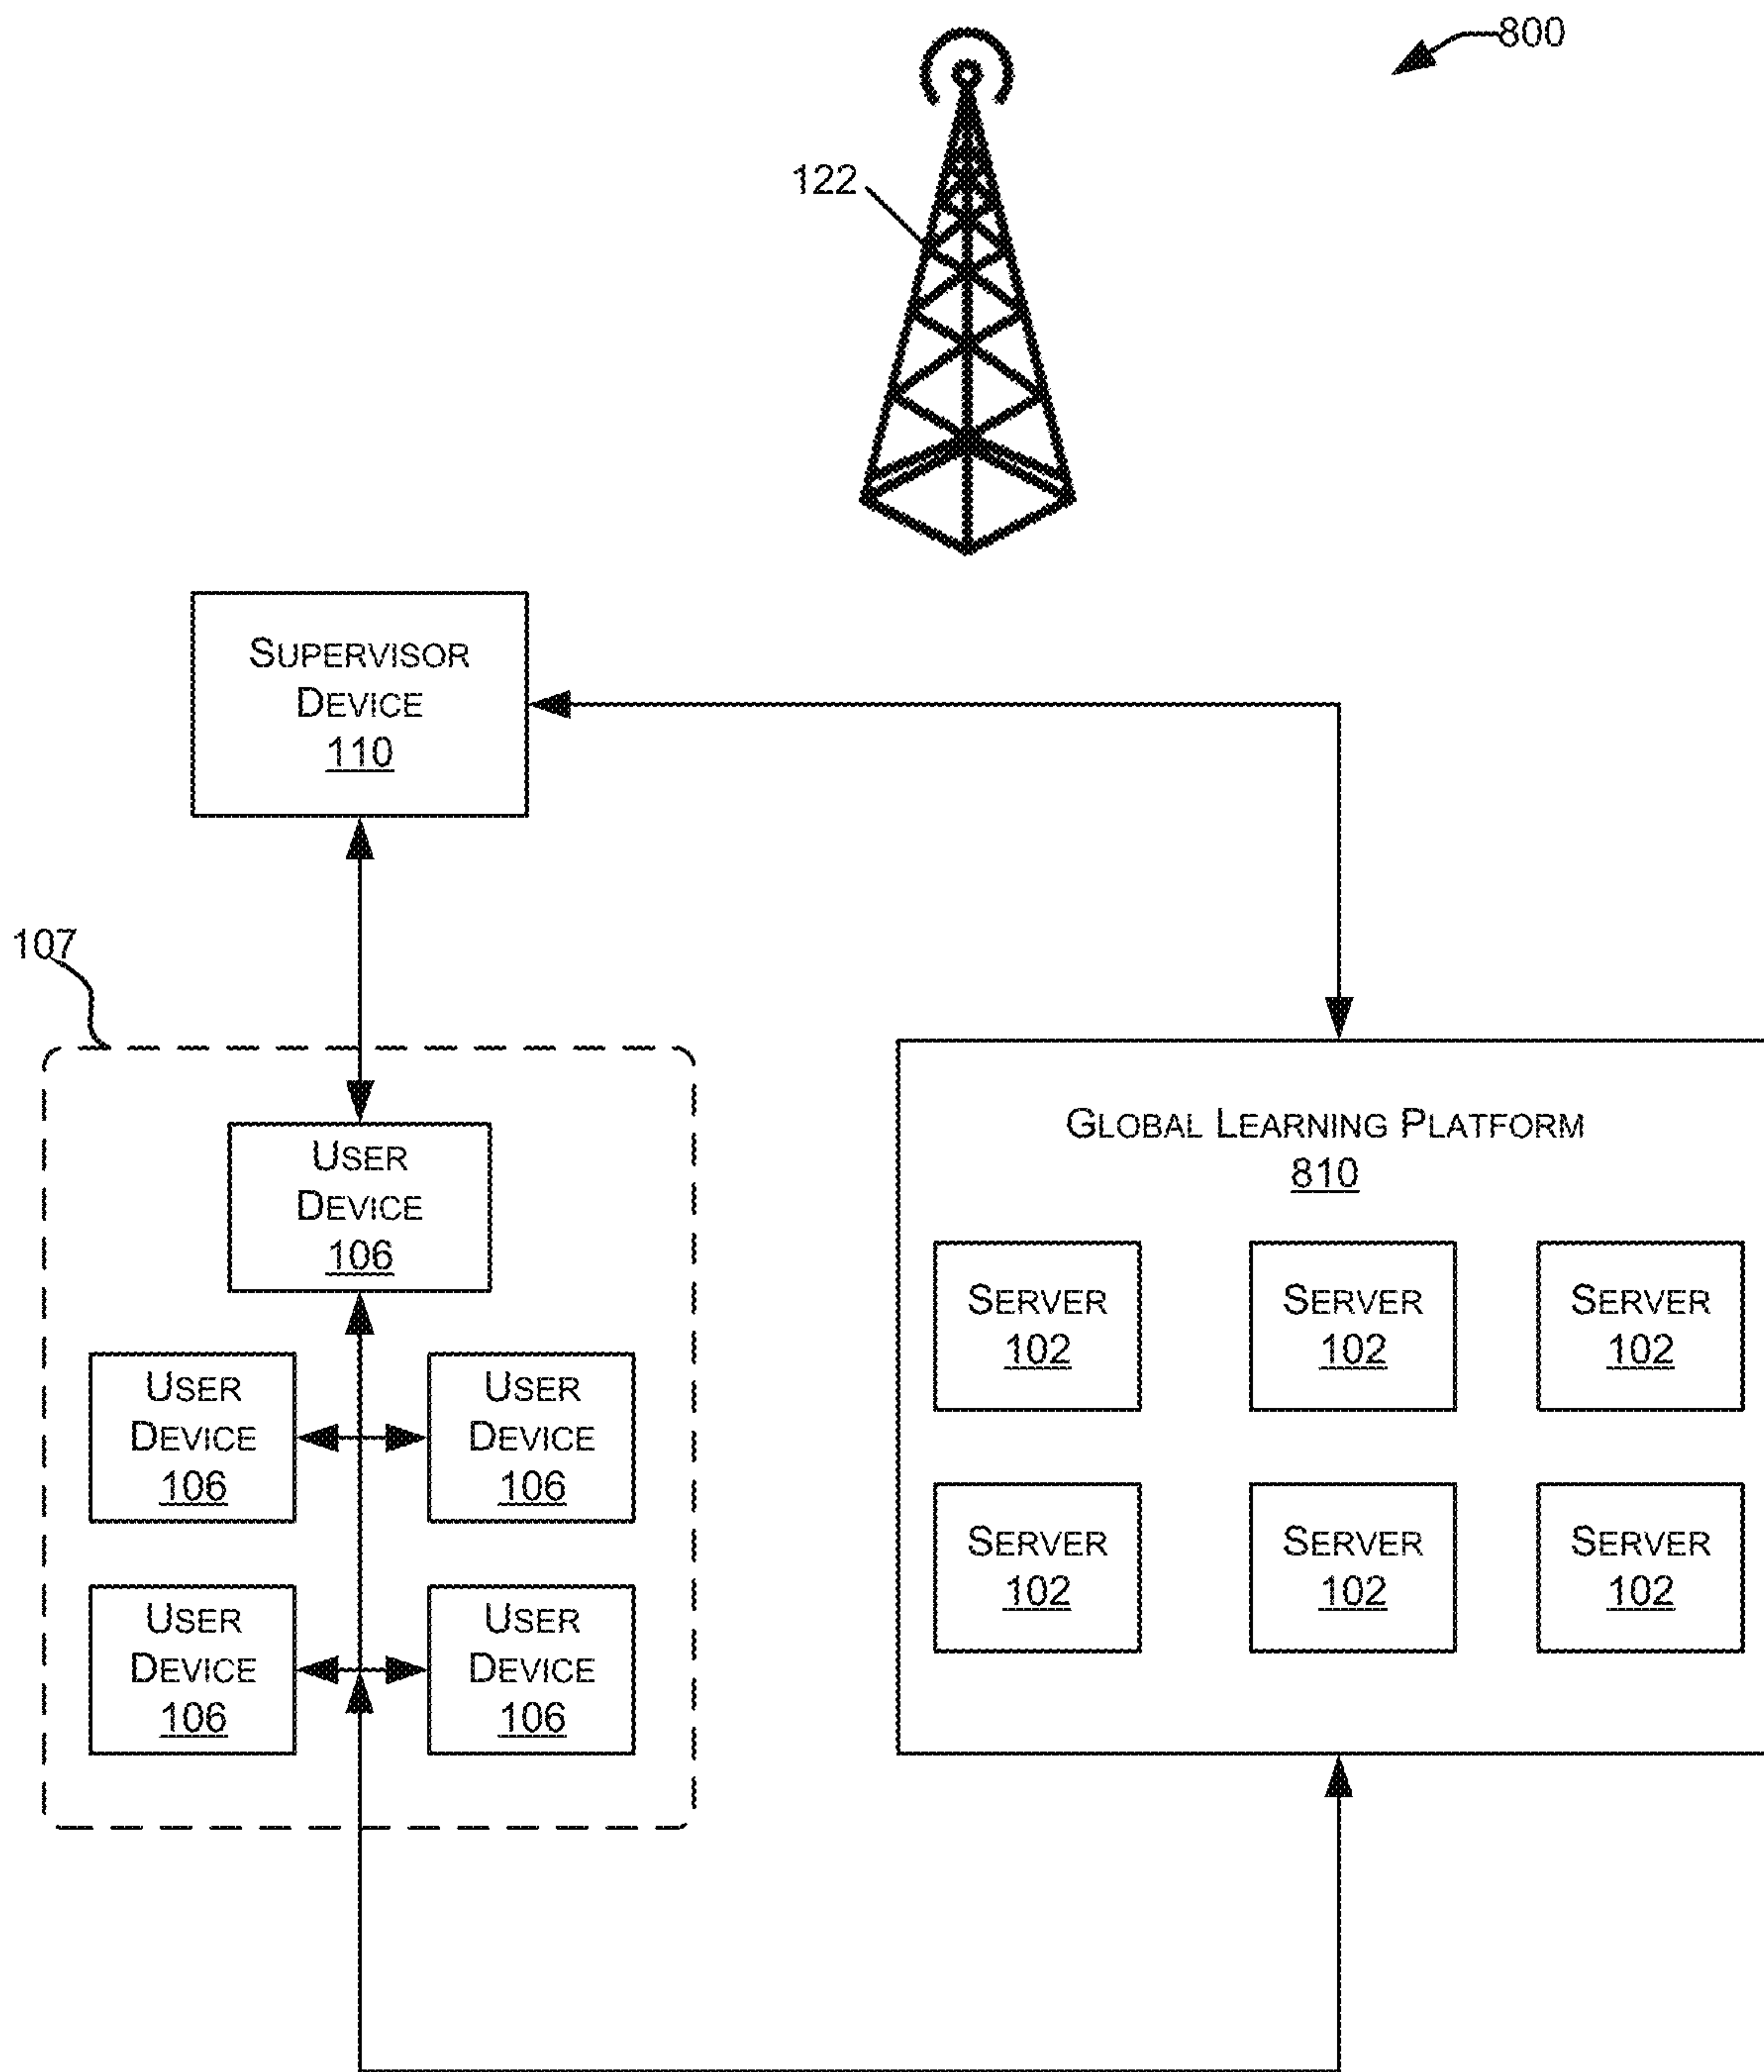 800
122
SUPERVISOR
DEVICE
110
107
USER
DEVICE
106
USER
DEVICE
106
USER
DEVICE
106
USER
DEVICE
106
USER
DEVICE
106
GLOBAL LEARNING PLATFORM
810
SERVER
102
SERVER
102
SERVER
102
SERVER
102
SERVER
102
SERVER
102